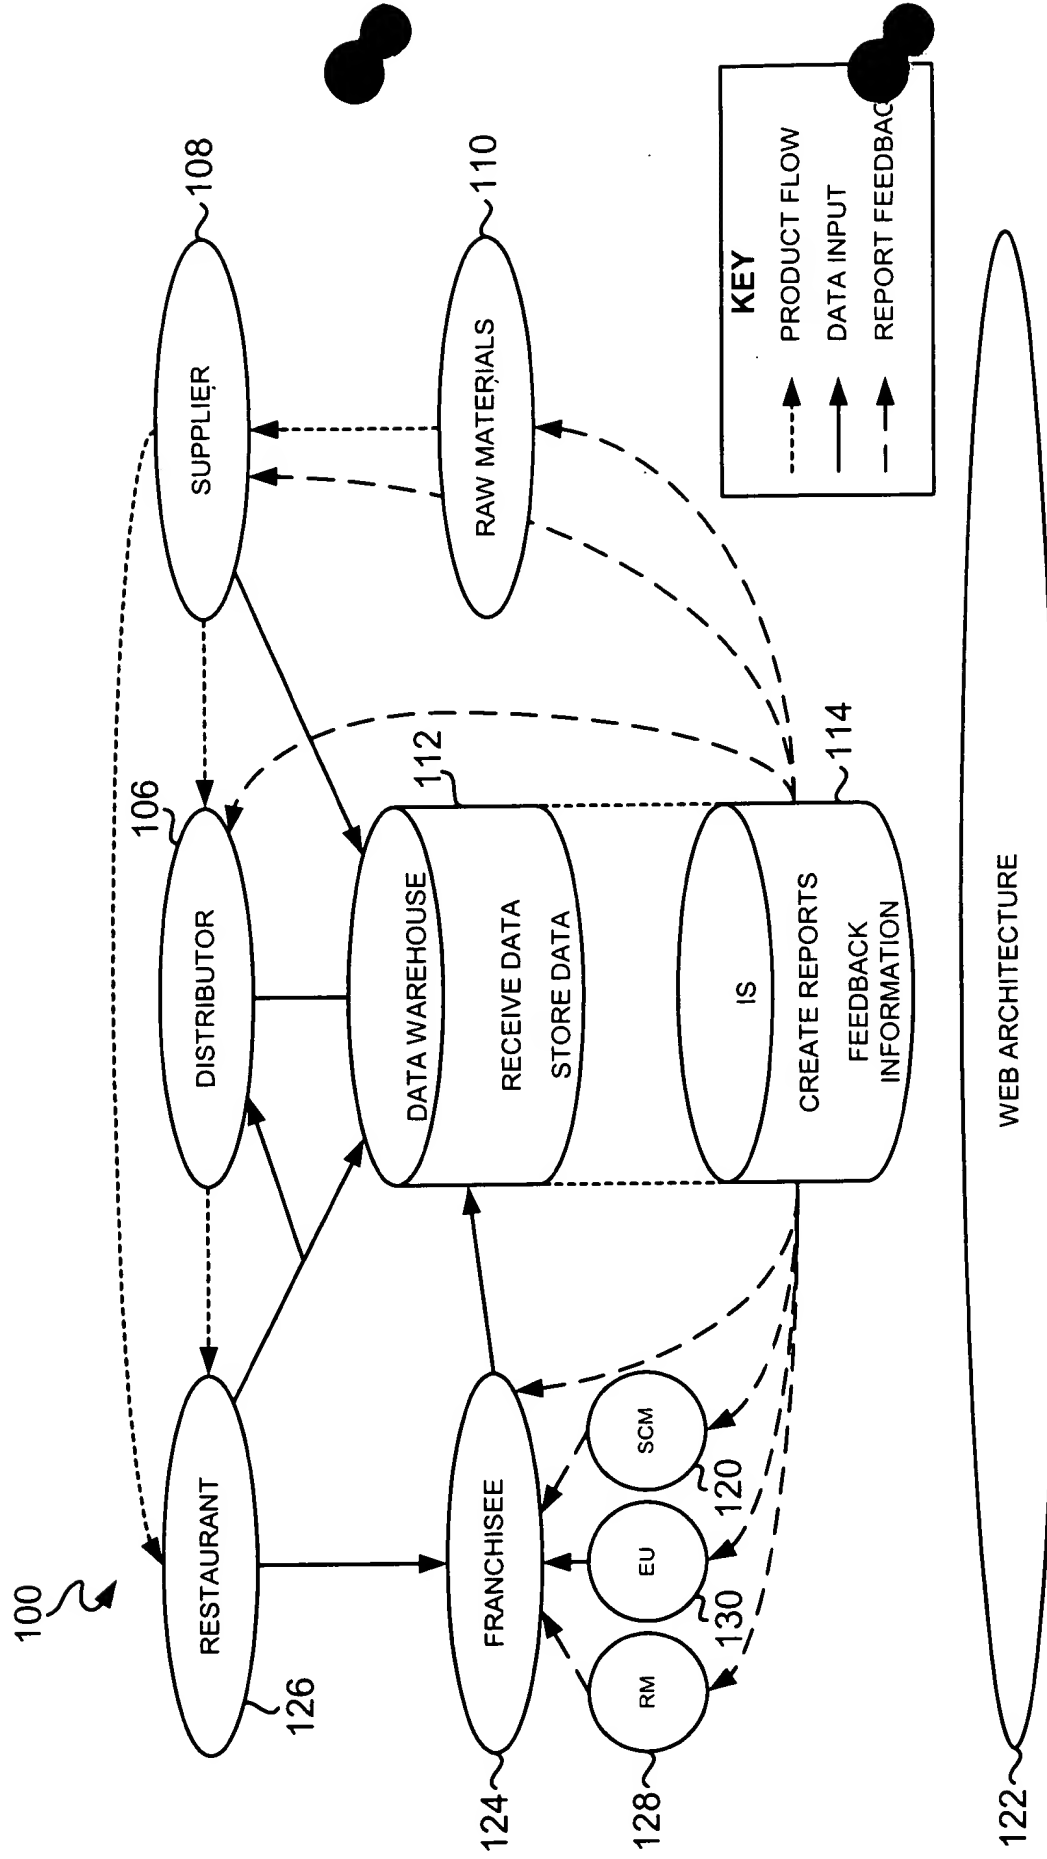 100
RESTAURANT
126
DISTRIBUTOR
106
SUPPLIER
108
FRANCHISEE
124
DATA WAREHOUSE
112
RECEIVE DATA
STORE DATA
RAW MATERIALS
110
RM
128
EU
130
SCM
120
IS
CREATE REPORTS
FEEDBACK
INFORMATION
114
KEY
PRODUCT FLOW
DATA INPUT
REPORT FEEDBAC
WEB ARCHITECTURE
122